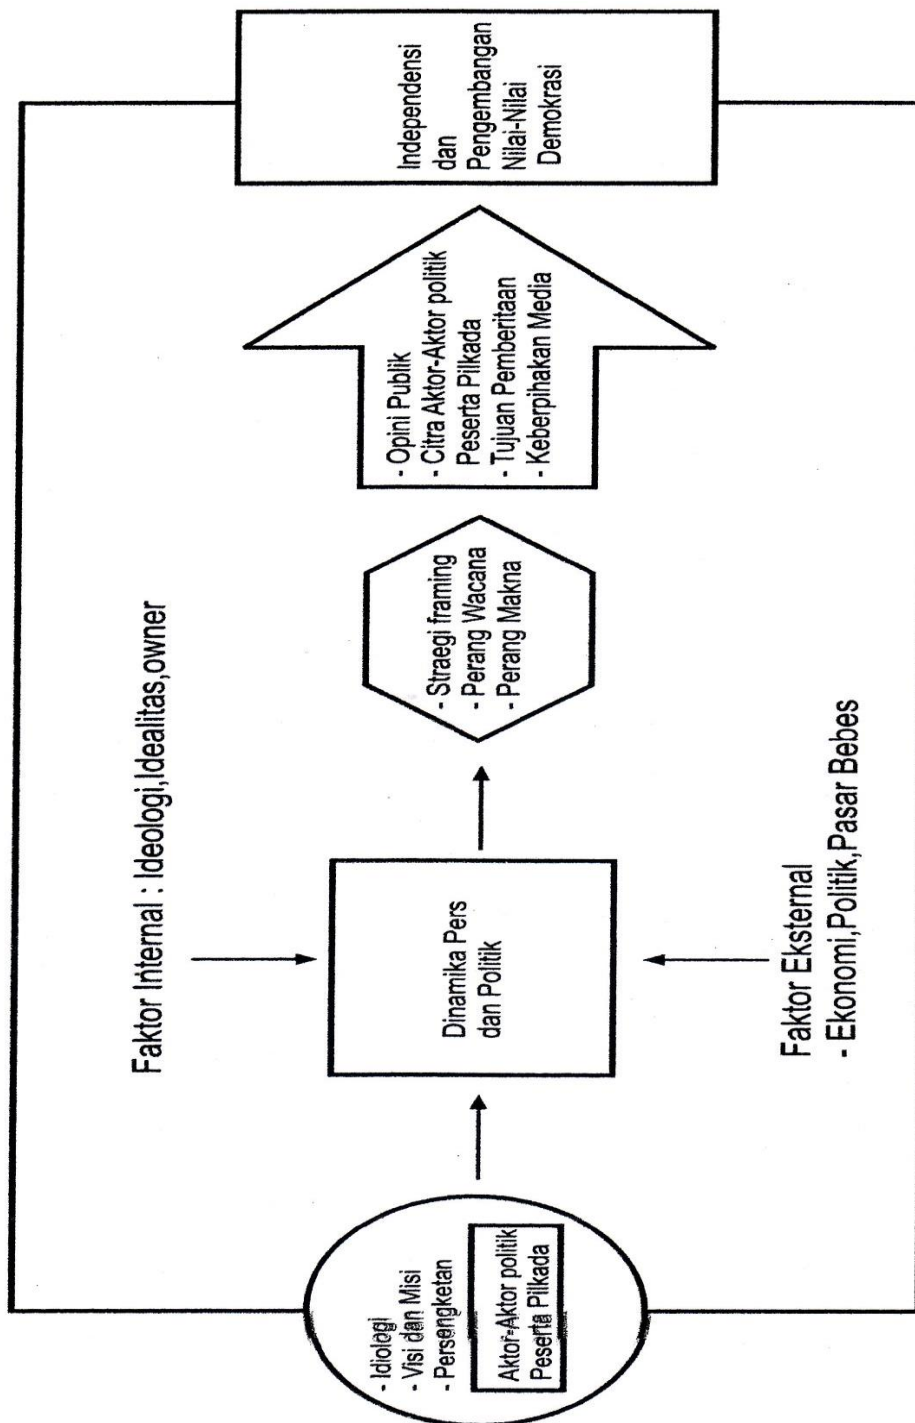 Faktor Internal : Ideologi,Idealitas,owner
- Idiologi
- Visi dan Misi
- Persengketan
Aktor-Aktor politik
Peserta Pilkada
Dinamika Pers
dan Politik
- Straegi framing
- Perang Wacana
- Perang Makna
- Opini Publik
- Citra Aktor-Aktor politik
Peserta Pilkada
- Tujuan Pemberitaan
- Keberpihakan Media
Independensi
dan
Pengembangan
Nilai-Nilai
Demokrasi
Faktor Eksternal
- Ekonomi,Politik,Pasar Bebes